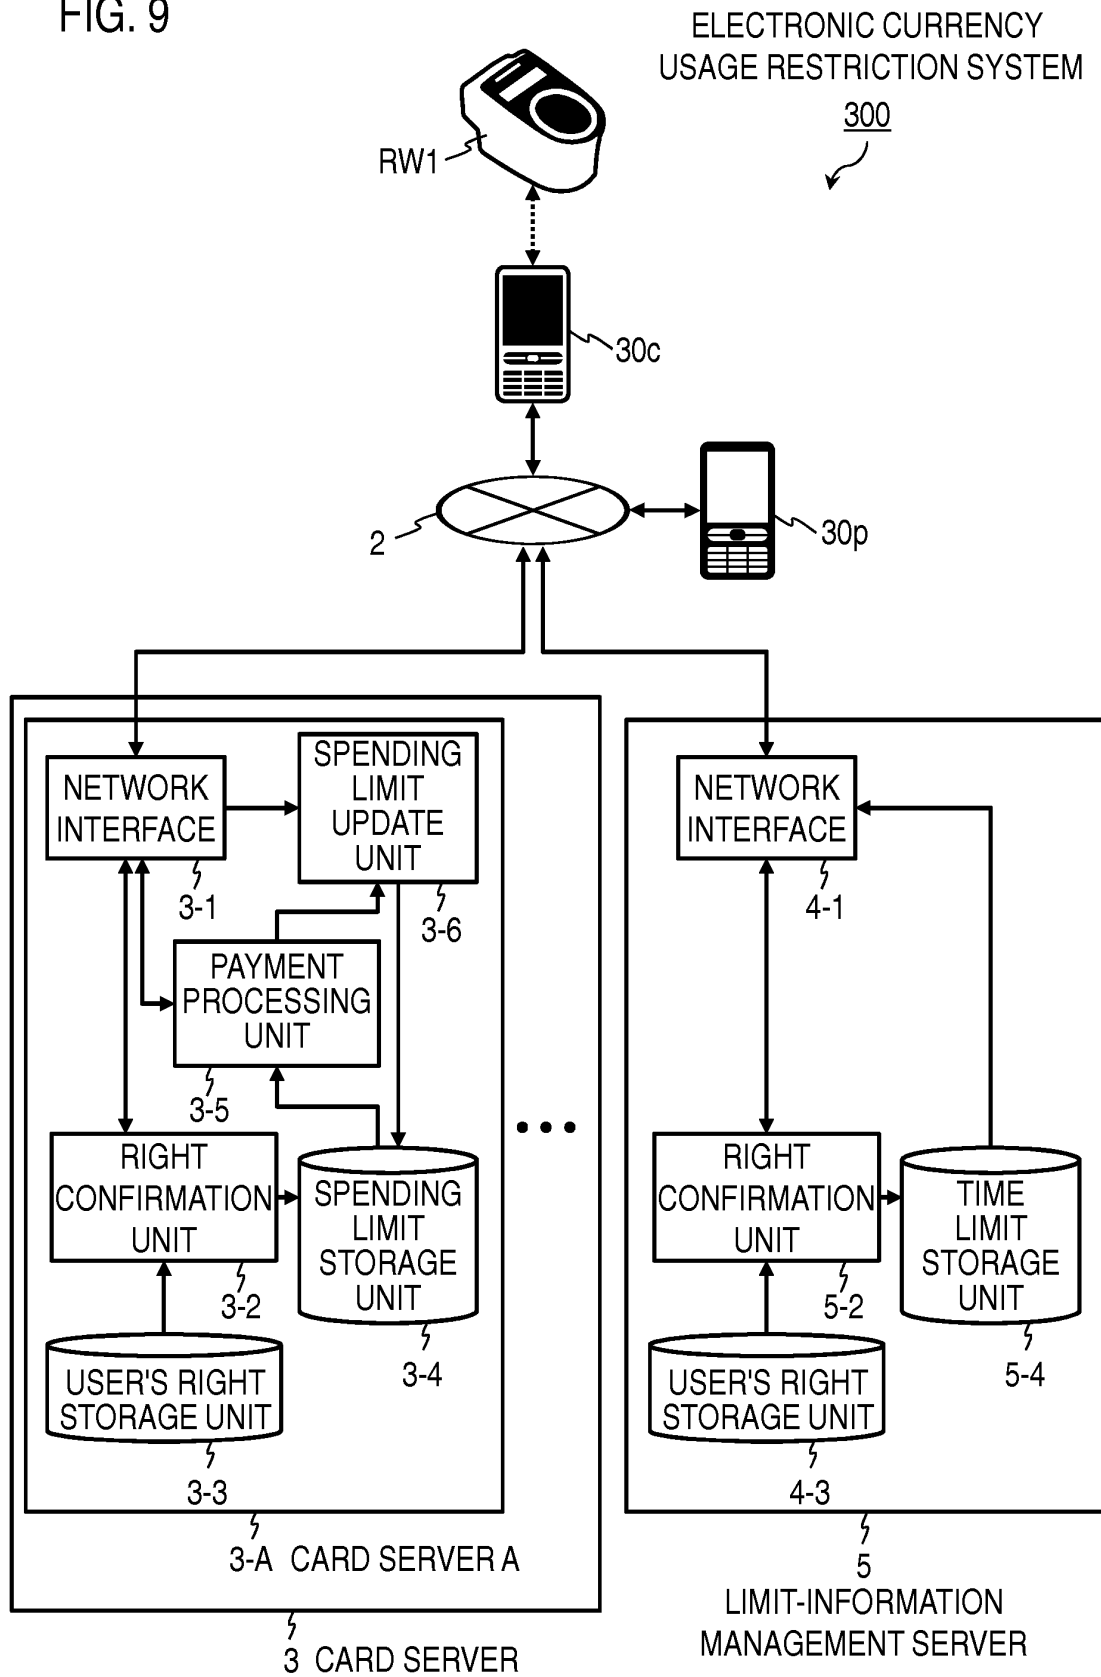 FIG. 9
ELECTRONIC CURRENCY
USAGE RESTRICTION SYSTEM
300
RW1
30c
2
30p
NETWORK
INTERFACE
3-1
SPENDING
LIMIT
UPDATE
UNIT
3-6
PAYMENT
PROCESSING
UNIT
3-5
RIGHT
CONFIRMATION
UNIT
3-2
SPENDING
LIMIT
STORAGE
UNIT
3-4
USER'S RIGHT
STORAGE UNIT
3-3
3-A CARD SERVER A
3 CARD SERVER
NETWORK
INTERFACE
4-1
RIGHT
CONFIRMATION
UNIT
5-2
TIME
LIMIT
STORAGE
UNIT
5-4
USER'S RIGHT
STORAGE UNIT
4-3
5
LIMIT-INFORMATION
MANAGEMENT SERVER